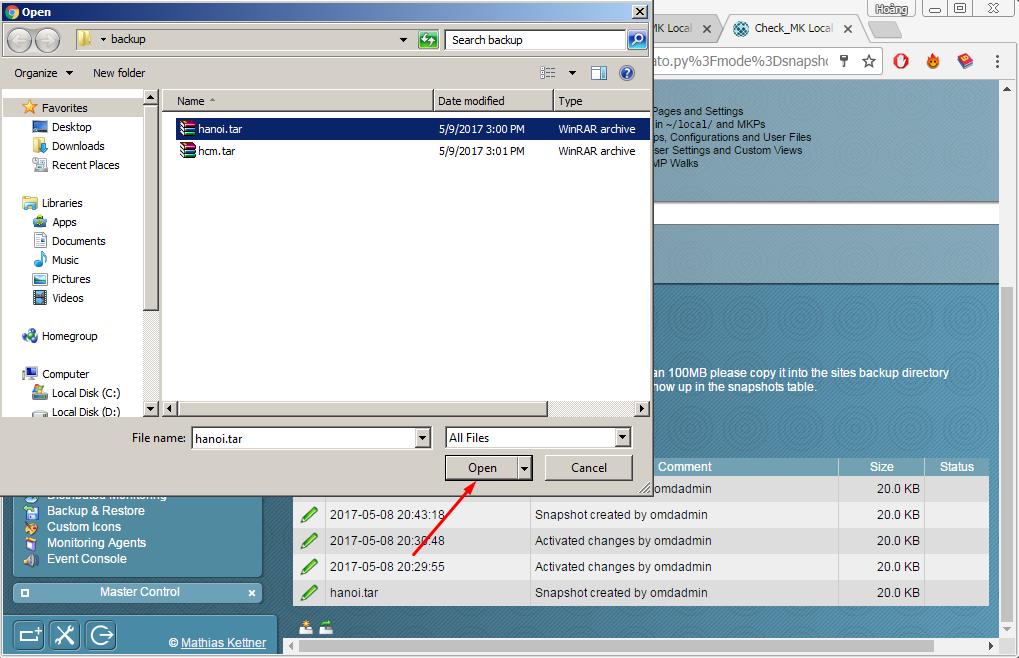 Open
Hoàng
backup
Search backup
MK Local
Check_MK Local
ato.py%3Fmode%3Dsnapsho
Organize
New folder
Favorites
Desktop
Downloads
Recent Places
Libraries
Apps
Documents
Music
Pictures
Videos
Homegroup
Computer
Local Disk (C:)
Local Disk (D:)
Name Date modified Type
hanoi.tar 5/9/2017 3:00 PM WinRAR archive
hcm.tar 5/9/2017 3:01 PM WinRAR archive
File name: hanoi.tar
All Files
Open
Cancel
Pages and Settings
in ~/local/ and MKPs
ps, Configurations and User Files
ser Settings and Custom Views
MP Walks
an 100MB please copy it into the sites backup directory
how up in the snapshots table.
Comment Size Status
omdadmin 20.0 KB
2017-05-08 20:43:18 Snapshot created by omdadmin 20.0 KB
2017-05-08 20:30:48 Activated changes by omdadmin 20.0 KB
2017-05-08 20:29:55 Activated changes by omdadmin 20.0 KB
hanoi.tar Snapshot created by omdadmin 20.0 KB
Distributed Monitoring
Backup & Restore
Custom Icons
Monitoring Agents
Event Console
Master Control
© Mathias Kettner